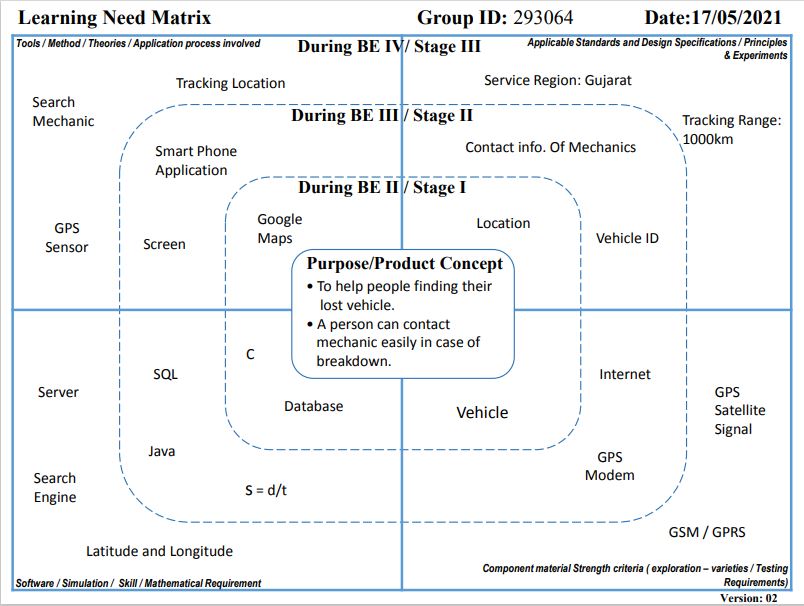 Learning Need Matrix Group ID: 293064 Date:17/05/2021
Tools / Method / Theories / Application process involved
During BE IV/ Stage III
Applicable Standards and Design Specifications / Principles
& Experiments
Tracking Location
Service Region: Gujarat
Search
Mechanic
During BE III / Stage II
Tracking Range:
1000km
Smart Phone
Application
Contact info. Of Mechanics
During BE II / Stage I
GPS
Sensor
Screen
Google
Maps
Location
Vehicle ID
Purpose/Product Concept
• To help people finding their
lost vehicle.
• A person can contact
mechanic easily in case of
breakdown.
C
SQL
Server
Database
Vehicle
Internet
GPS
Satellite
Signal
Java
Search
Engine
S = d/t
GPS
Modem
GSM / GPRS
Latitude and Longitude
Software / Simulation / Skill / Mathematical Requirement
Component material Strength criteria ( exploration – varieties / Testing
Requirements)
Version: 02